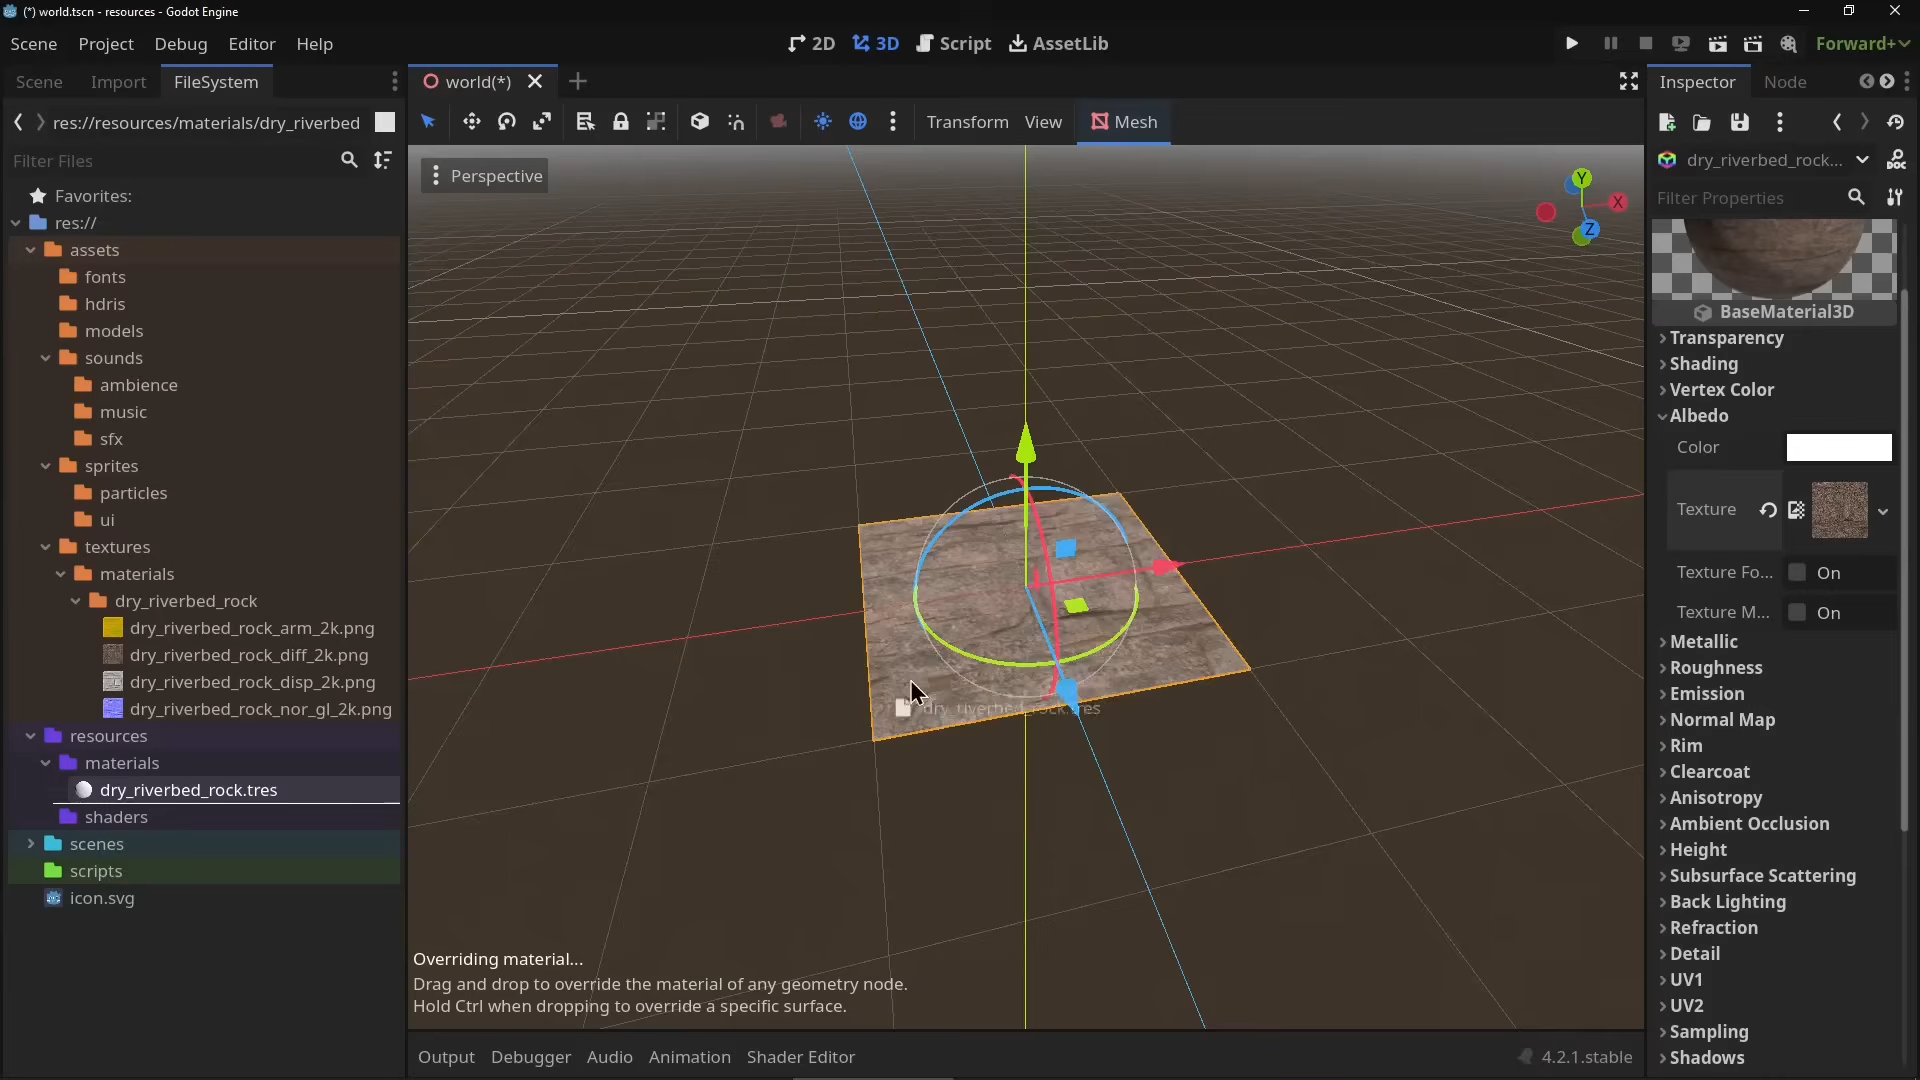 (*) world.tscn - resources - Godot Engine
Scene Project Debug Editor Help
2D 3D Script AssetLib
Forward+
Scene Import FileSystem
world(*)
Inspector Node
res://resources/materials/dry_riverbed
Transform View Mesh
Filter Files
dry_riverbed_rock...
DOC
Perspective
Y
X
Z
Filter Properties
Favorites:
res://
assets
fonts
hdris
models
sounds
ambience
music
sfx
sprites
particles
ui
textures
materials
dry_riverbed_rock
dry_riverbed_rock_arm_2k.png
dry_riverbed_rock_diff_2k.png
dry_riverbed_rock_disp_2k.png
dry_riverbed_rock_nor_gl_2k.png
resources
materials
dry_riverbed_rock.tres
shaders
scenes
scripts
icon.svg
dry_riverbed_rock.tres
Overriding material...
Drag and drop to override the material of any geometry node.
Hold Ctrl when dropping to override a specific surface.
Output Debugger Audio Animation Shader Editor
4.2.1.stable
BaseMaterial3D
Transparency
Shading
Vertex Color
Albedo
Color
Texture
Texture Fo... On
Texture M... On
Metallic
Roughness
Emission
Normal Map
Rim
Clearcoat
Anisotropy
Ambient Occlusion
Height
Subsurface Scattering
Back Lighting
Refraction
Detail
UV1
UV2
Sampling
Shadows